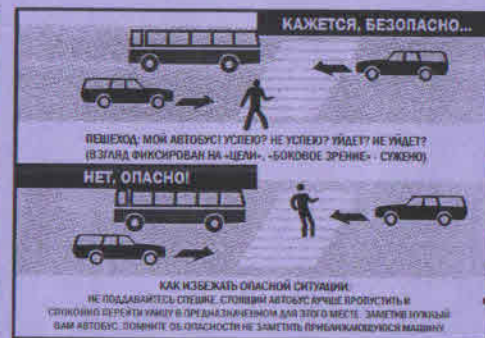 КАЖЕТСЯ, БЕЗОПАСНО...
ПЕШЕХОД: МОЙ АВТОБУС! УСПЕЮ? НЕ УСПЕЮ? УЙДЕТ? НЕ УЙДЕТ?
(ВЗГЛЯД ФИКСИРОВАН НА «ЦЕЛИ», «БОКОВОЕ ЗРЕНИЕ» - СУЖЕНО)
НЕТ, ОПАСНО!
КАК ИЗБЕЖАТЬ ОПАСНОЙ СИТУАЦИИ:
НЕ ПОДДАВАЙТЕСЬ СПЕШКЕ. СТОЯЩИЙ АВТОБУС ЛУЧШЕ ПРОПУСТИТЬ И
СПОКОЙНО ПЕРЕЙТИ УЛИЦУ В ПРЕДНАЗНАЧЕННОМ ДЛЯ ЭТОГО МЕСТЕ. ЗАМЕТИВ НУЖНЫЙ
ВАМ АВТОБУС, ПОМНИТЕ ОБ ОПАСНОСТИ НЕ ЗАМЕТИТЬ ПРИБЛИЖАЮЩУЮСЯ МАШИНУ